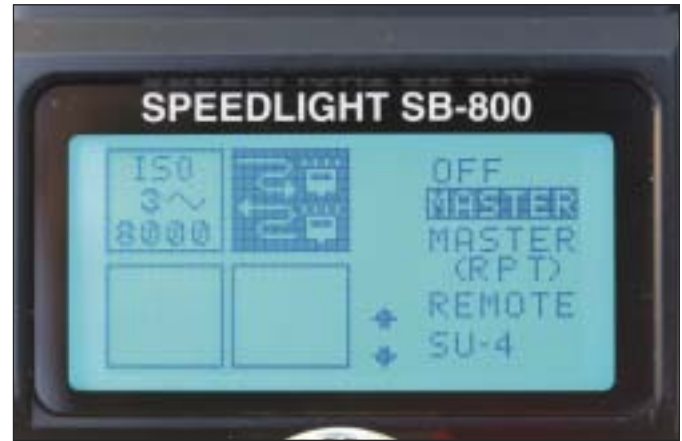 SPEEDLIGHT SB-800
ISO
3~
8000
OFF
MASTER
MASTER
(RPT)
REMOTE
SU-4